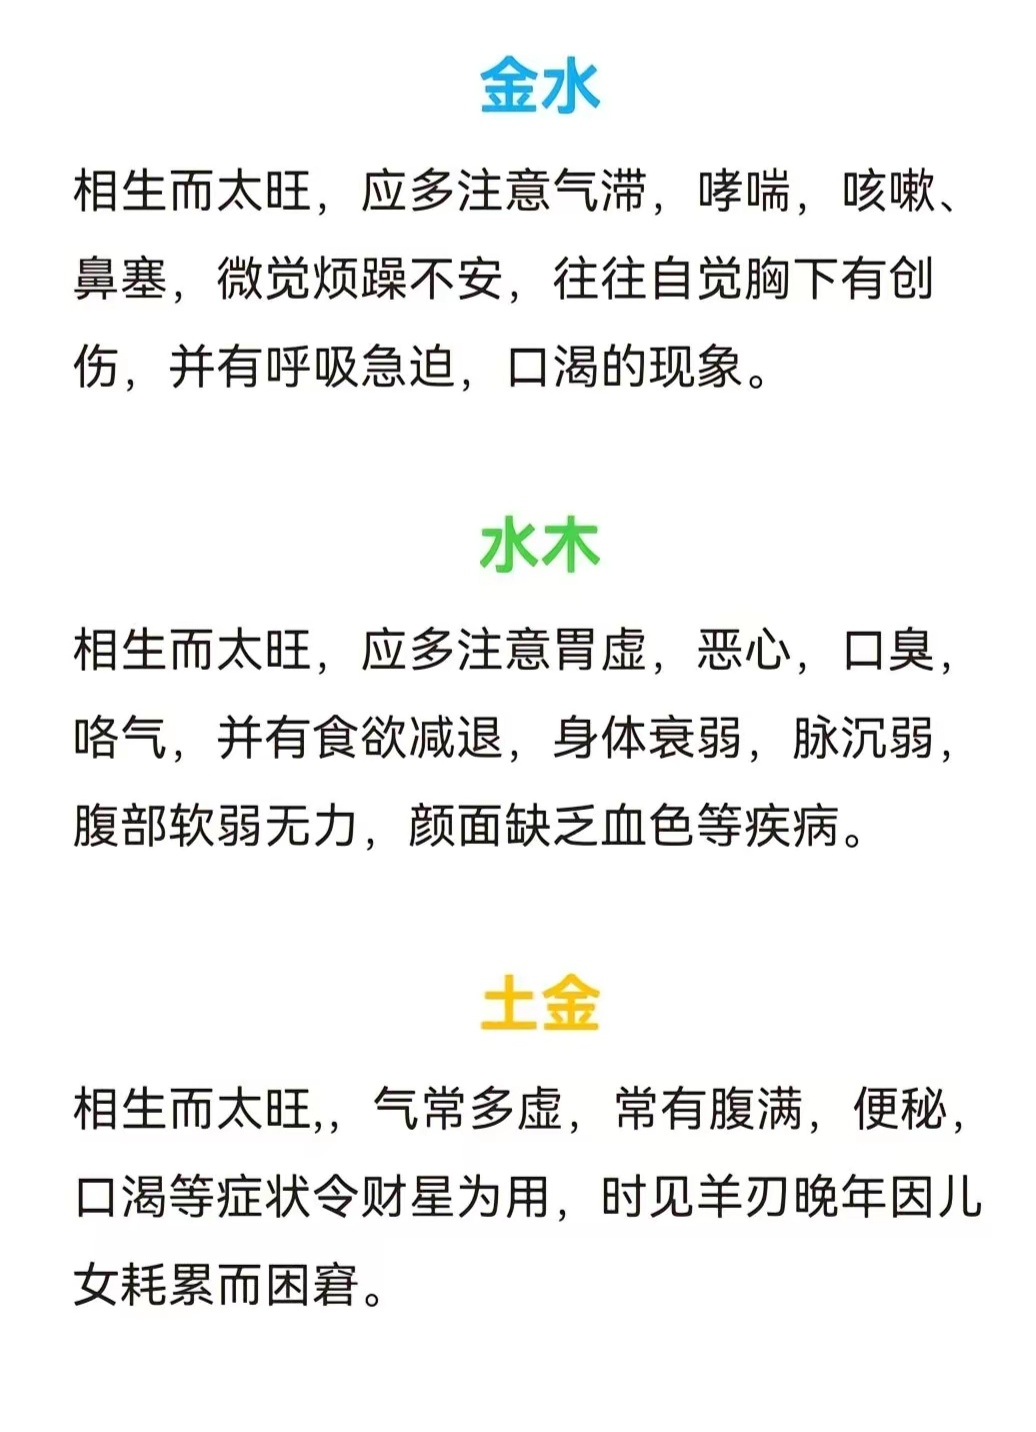 金水
相生而太旺，应多注意气滞，哮喘，咳嗽、
鼻塞，微觉烦躁不安，往往自觉胸下有创
伤，并有呼吸急迫，口渴的现象。
水木
相生而太旺，应多注意胃虚，恶心，口臭，
咯气，并有食欲减退，身体衰弱，脉沉弱，
腹部软弱无力，颜面缺乏血色等疾病。
土金
相生而太旺,，气常多虚，常有腹满，便秘，
口渴等症状令财星为用，时见羊刃晚年因儿
女耗累而困窘。